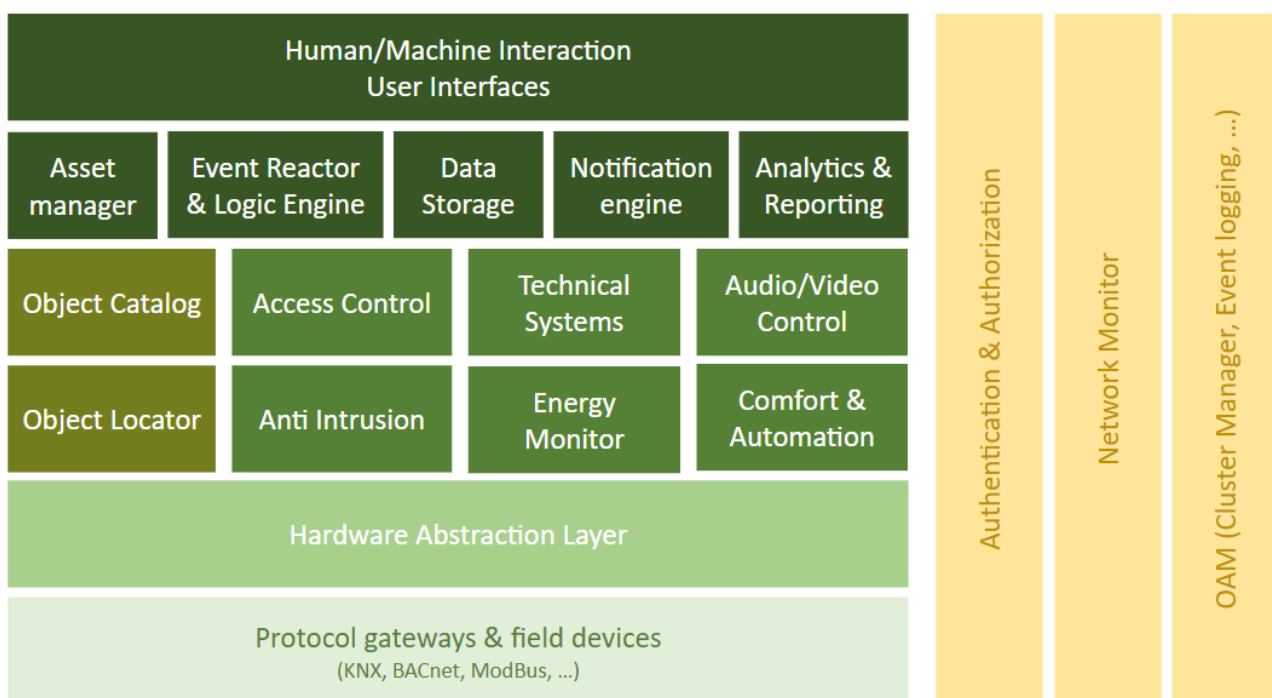 Human/Machine Interaction
User Interfaces
Asset
manager
Event Reactor
& Logic Engine
Data
Storage
Notification
engine
Analytics &
Reporting
Object Catalog
Access Control
Technical
Systems
Audio/Video
Control
Object Locator
Anti Intrusion
Energy
Monitor
Comfort &
Automation
Hardware Abstraction Layer
Protocol gateways & field devices
(KNX, BACnet, ModBus, ...)
Authentication & Authorization
Network Monitor
OAM (Cluster Manager, Event logging, ...)